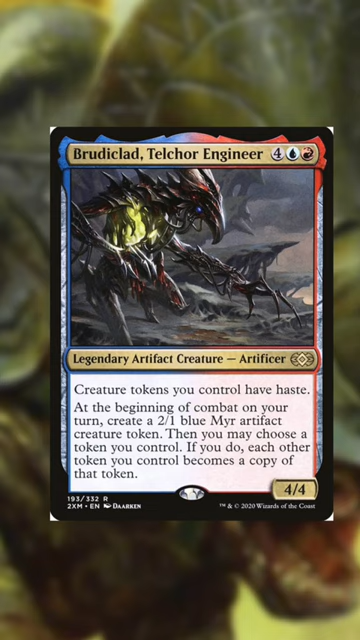 Brudiclad, Telchor Engineer 4
Legendary Artifact Creature — Artificer
Creature tokens you control have haste.
At the beginning of combat on your
turn, create a 2/1 blue Myr artifact
creature token. Then you may choose a
token you control. If you do, each other
token you control becomes a copy of
that token.
4/4
193/332 R
2XM • EN Daarken
™ & © 2020 Wizards of the Coast